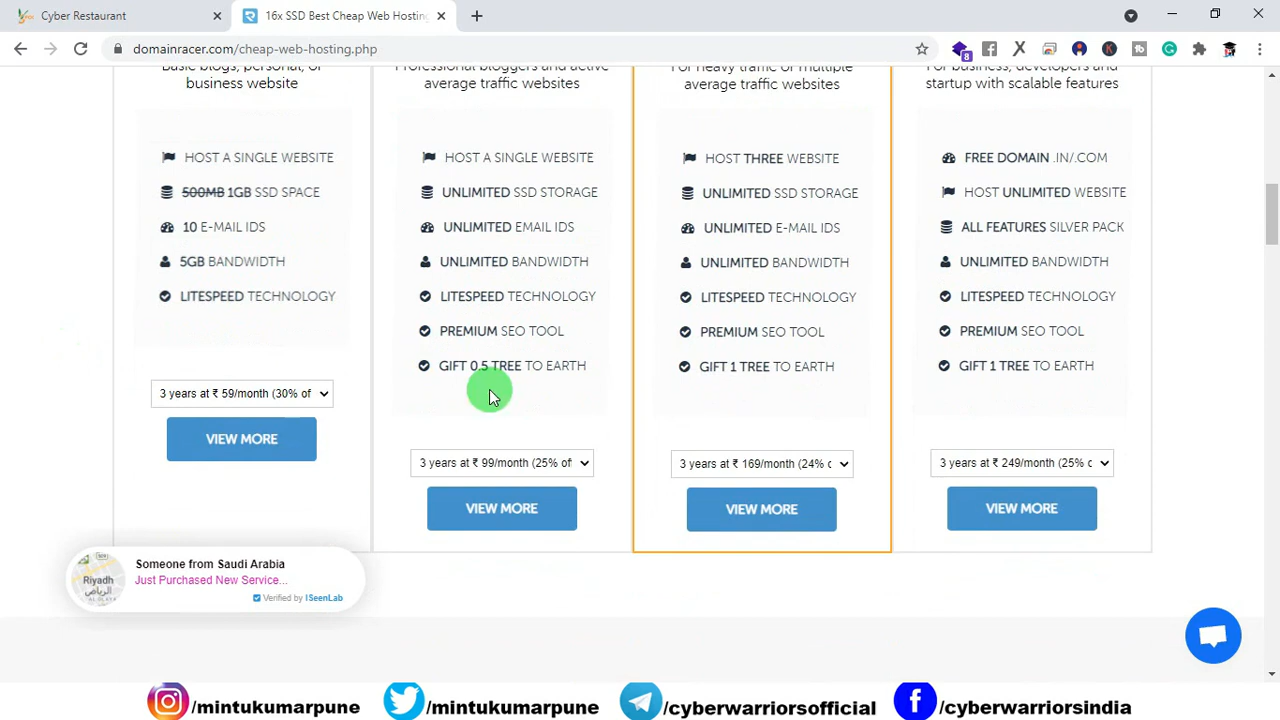 Cyber Restaurant
16x SSD Best Cheap Web Hosting
domainracer.com/cheap-web-hosting.php
8
Basic blogs, personal, or
business website
HOST A SINGLE WEBSITE
500MB 1GB SSD SPACE
10 E-MAIL IDS
5GB BANDWIDTH
LITESPEED TECHNOLOGY
3 years at ₹ 59/month (30% of
VIEW MORE
Professional bloggers and active
average traffic websites
HOST A SINGLE WEBSITE
UNLIMITED SSD STORAGE
UNLIMITED EMAIL IDS
UNLIMITED BANDWIDTH
LITESPEED TECHNOLOGY
PREMIUM SEO TOOL
GIFT 0.5 TREE TO EARTH
3 years at ₹ 99/month (25% of
VIEW MORE
For heavy traffic or multiple
average traffic websites
HOST THREE WEBSITE
UNLIMITED SSD STORAGE
UNLIMITED E-MAIL IDS
UNLIMITED BANDWIDTH
LITESPEED TECHNOLOGY
PREMIUM SEO TOOL
GIFT 1 TREE TO EARTH
3 years at ₹ 169/month (24% c
VIEW MORE
For business, developers and
startup with scalable features
FREE DOMAIN .IN/.COM
HOST UNLIMITED WEBSITE
ALL FEATURES SILVER PACK
UNLIMITED BANDWIDTH
LITESPEED TECHNOLOGY
PREMIUM SEO TOOL
GIFT 1 TREE TO EARTH
3 years at ₹ 249/month (25% c
VIEW MORE
Riyadh
الرياض
Someone from Saudi Arabia
Just Purchased New Service...
Verified by ISeenLab
/mintukumarpune
/mintukumarpune
/cyberwarriorsofficial
/cyberwarriorsindia